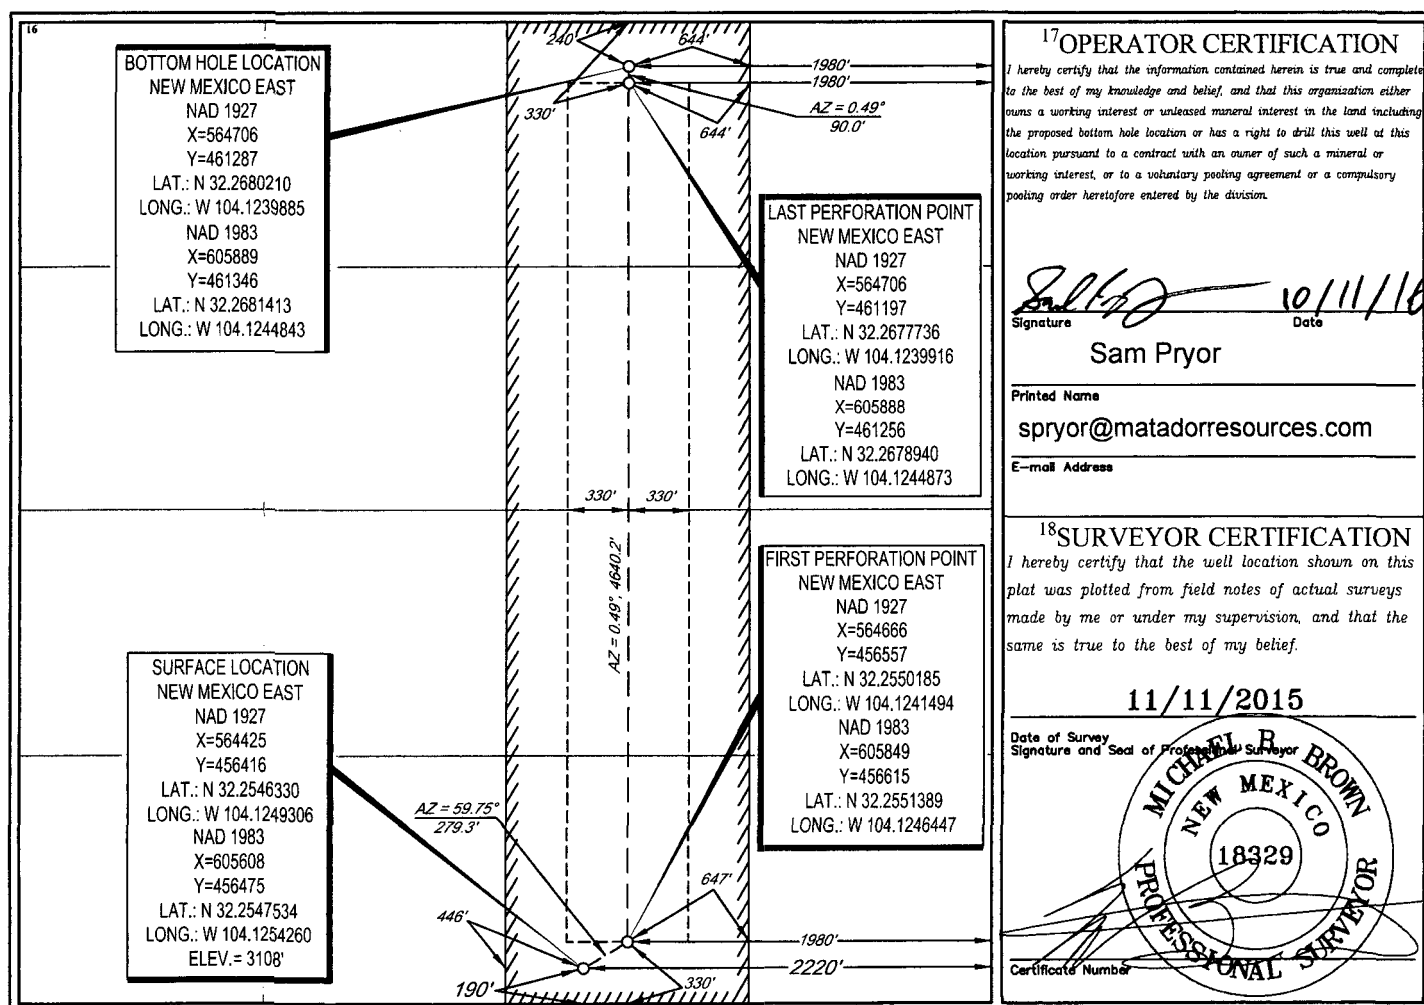 16
BOTTOM HOLE LOCATION
NEW MEXICO EAST
NAD 1927
X=564706
Y=461287
LAT.: N 32.2680210
LONG.: W 104.1239885
NAD 1983
X=605889
Y=461346
LAT.: N 32.2681413
LONG.: W 104.1244843
240'
644'
1980'
1980'
330'
644'
AZ = 0.49°
90.0'
LAST PERFORATION POINT
NEW MEXICO EAST
NAD 1927
X=564706
Y=461197
LAT.: N 32.2677736
LONG.: W 104.1239916
NAD 1983
X=605888
Y=461256
LAT.: N 32.2678940
LONG.: W 104.1244873
330'
330'
AZ = 0.49°, 4640.2'
FIRST PERFORATION POINT
NEW MEXICO EAST
NAD 1927
X=564666
Y=456557
LAT.: N 32.2550185
LONG.: W 104.1241494
NAD 1983
X=605849
Y=456615
LAT.: N 32.2551389
LONG.: W 104.1246447
SURFACE LOCATION
NEW MEXICO EAST
NAD 1927
X=564425
Y=456416
LAT.: N 32.2546330
LONG.: W 104.1249306
NAD 1983
X=605608
Y=456475
LAT.: N 32.2547534
LONG.: W 104.1254260
ELEV.= 3108'
AZ = 59.75°
279.3'
446'
647'
1980'
2220'
190'
330'
17OPERATOR CERTIFICATION
I hereby certify that the information contained herein is true and complete
to the best of my knowledge and belief, and that this organization either
owns a working interest or unleased mineral interest in the land including
the proposed bottom hole location or has a right to drill this well at this
location pursuant to a contract with an owner of such a mineral or
working interest, or to a voluntary pooling agreement or a compulsory
pooling order heretofore entered by the division.
10/11/16
Signature Date
Sam Pryor
Printed Name
spryor@matadorresources.com
E-mail Address
18SURVEYOR CERTIFICATION
I hereby certify that the well location shown on this
plat was plotted from field notes of actual surveys
made by me or under my supervision, and that the
same is true to the best of my belief.
11/11/2015
Date of Survey
Signature and Seal of Professional Surveyor
MICHAEL B. BROWN
NEW MEXICO
18329
PROFESSIONAL SURVEYOR
Certificate Number